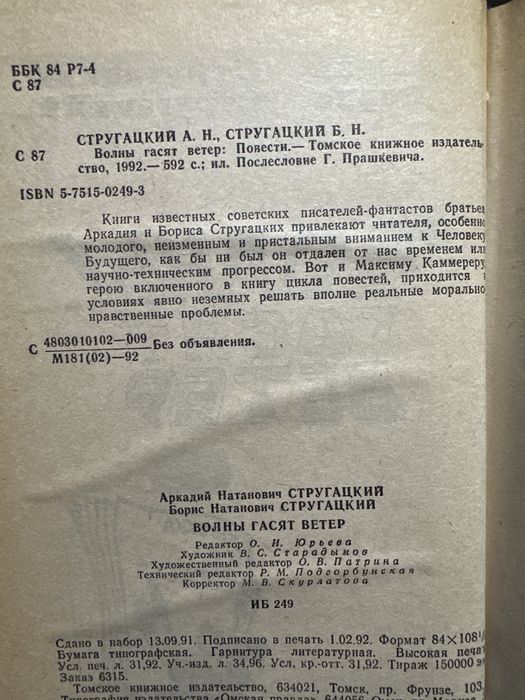 ББК 84 Р7-4
С 87
СТРУГАЦКИЙ А. Н., СТРУГАЦКИЙ Б. Н.
С 87
Волны гасят ветер: Повести.— Томское книжное издатель
ство, 1992.— 592 с.; ил. Послесловие Г. Прашкевича.
ISBN 5-7515-0249-3
Книги известных советских писателей-фантастов братьев
Аркадия и Бориса Стругацких привлекают читателя, особенно
молодого, неизменным и пристальным вниманием к Человеку
Будущего, как бы ни был он отдален от нас временем или
научно-техническим прогрессом. Вот и Максиму Каммереру,
герою включенного в книгу цикла повестей, приходится в
условиях явно неземных решать вполне реальные морально
нравственные проблемы.
С 4803010102—009 Без объявления.
М181(02)—92
Аркадий Натанович СТРУГАЦКИЙ
Борис Натанович СТРУГАЦКИЙ
ВОЛНЫ ГАСЯТ ВЕТЕР
Редактор О. И. Юрьева
Художник В. С. Старадымов
Художественный редактор О. В. Патрина
Технический редактор Р. М. Подгорбунская
Корректор М. В. Скурлатова
ИБ 249
Сдано в набор 13.09.91. Подписано в печать 1.02.92. Формат 84×108¹/
Бумага типографская. Гарнитура литературная. Высокая печат
Усл. печ. л. 31,92. Уч.-изд. л. 34,96. Усл. кр.-отт. 31,92. Тираж 150000 э
Заказ 6315.
Томское книжное издательство, 634021, Томск, пр. Фрунзе, 103.
Типография издательства «Омская правда»